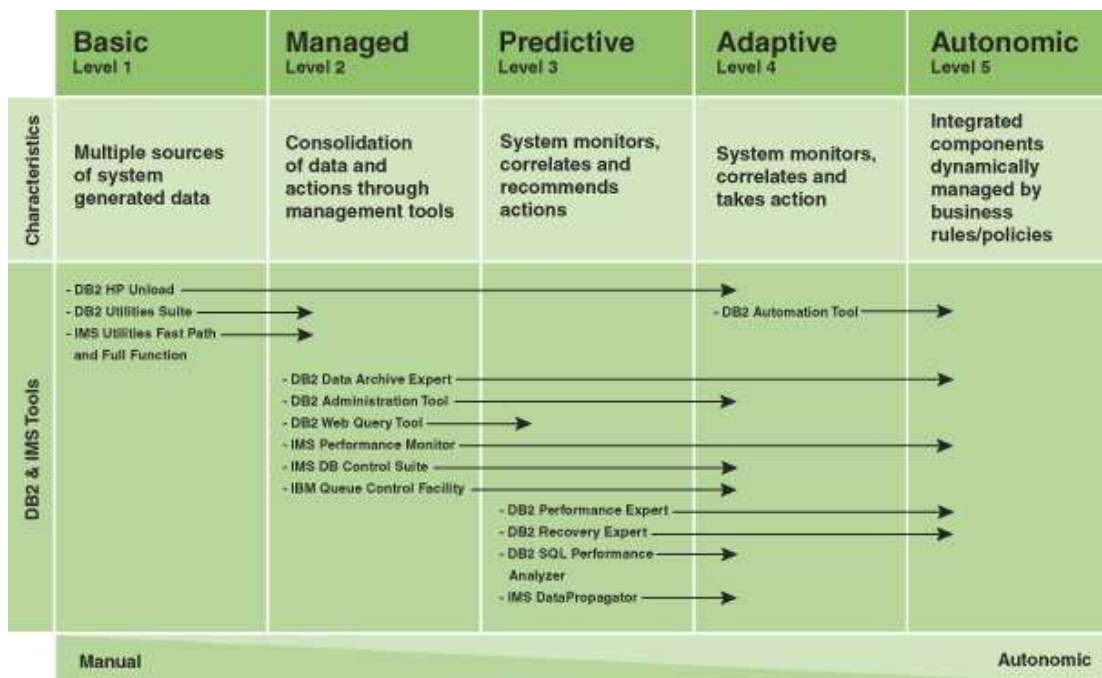 Basic
Level 1
Managed
Level 2
Predictive
Level 3
Adaptive
Level 4
Autonomic
Level 5
Characteristics
Multiple sources
of system
generated data
Consolidation
of data and
actions through
management tools
System monitors,
correlates and
recommends
actions
System monitors,
correlates and
takes action
Integrated
components
dynamically
managed by
business
rules/policies
DB2 & IMS Tools
- DB2 HP Unload
- DB2 Utilities Suite
- IMS Utilities Fast Path
and Full Function
- DB2 Automation Tool
- DB2 Data Archive Expert
- DB2 Administration Tool
- DB2 Web Query Tool
- IMS Performance Monitor
- IMS DB Control Suite
- IBM Queue Control Facility
- DB2 Performance Expert
- DB2 Recovery Expert
- DB2 SQL Performance
Analyzer
- IMS DataPropagator
Manual
Autonomic